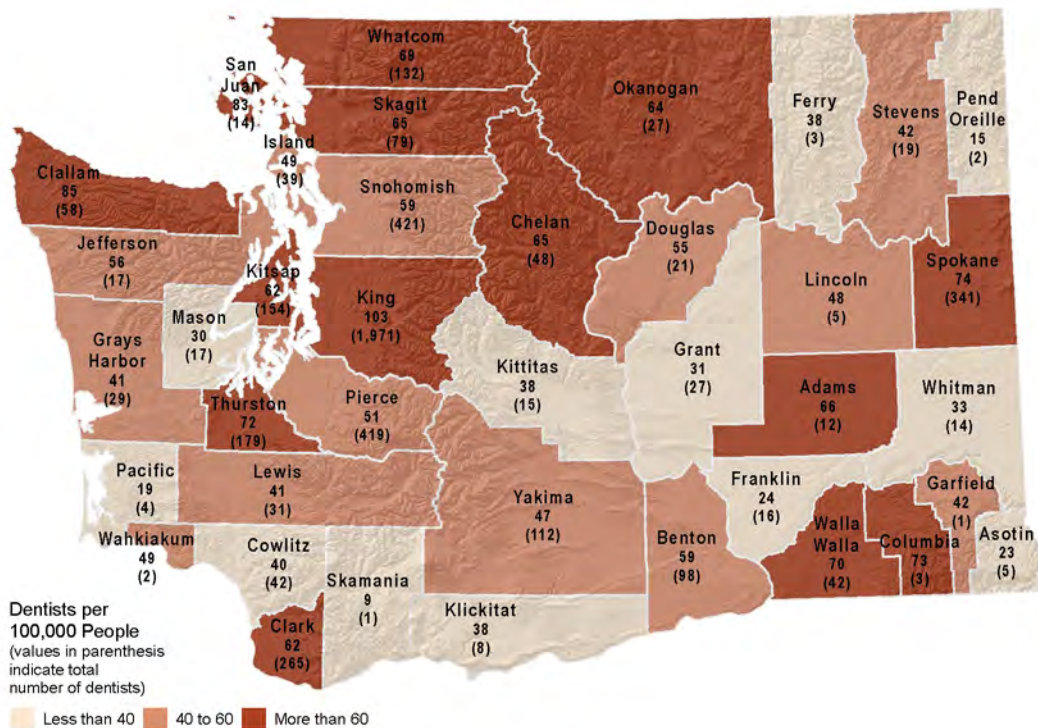 Whatcom
69
(132)
San
Juan
83
(14)
Skagit
65
(79)
Island
49
(39)
Okanogan
64
(27)
Ferry
38
(3)
Stevens
42
(19)
Pend
Oreille
15
(2)
Clallam
85
(58)
Snohomish
59
(421)
Chelan
65
(48)
Douglas
55
(21)
Jefferson
56
(17)
Kitsap
62
(154)
King
103
(1,971)
Lincoln
48
(5)
Spokane
74
(341)
Mason
30
(17)
Grays
Harbor
41
(29)
Kittitas
38
(15)
Grant
31
(27)
Adams
66
(12)
Whitman
33
(14)
Thurston
72
(179)
Pierce
51
(419)
Pacific
19
(4)
Lewis
41
(31)
Yakima
47
(112)
Franklin
24
(16)
Garfield
42
(1)
Wahkiakum
49
(2)
Cowlitz
40
(42)
Skamania
9
(1)
Benton
59
(98)
Walla
Walla
70
(42)
Columbia
73
(3)
Asotin
23
(5)
Clark
62
(265)
Klickitat
38
(8)
Dentists per
100,000 People
(values in parenthesis
indicate total
number of dentists)
Less than 40 40 to 60 More than 60